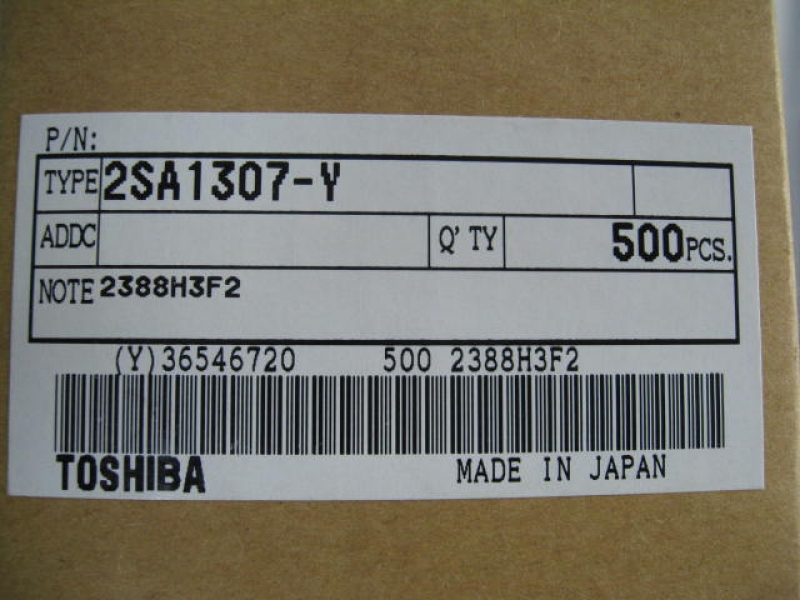 P/N:
TYPE 2SA1307-Y
ADDC Q'TY 500PCS.
NOTE 2388H3F2
(Y)36546720 500 2388H3F2
TOSHIBA MADE IN JAPAN